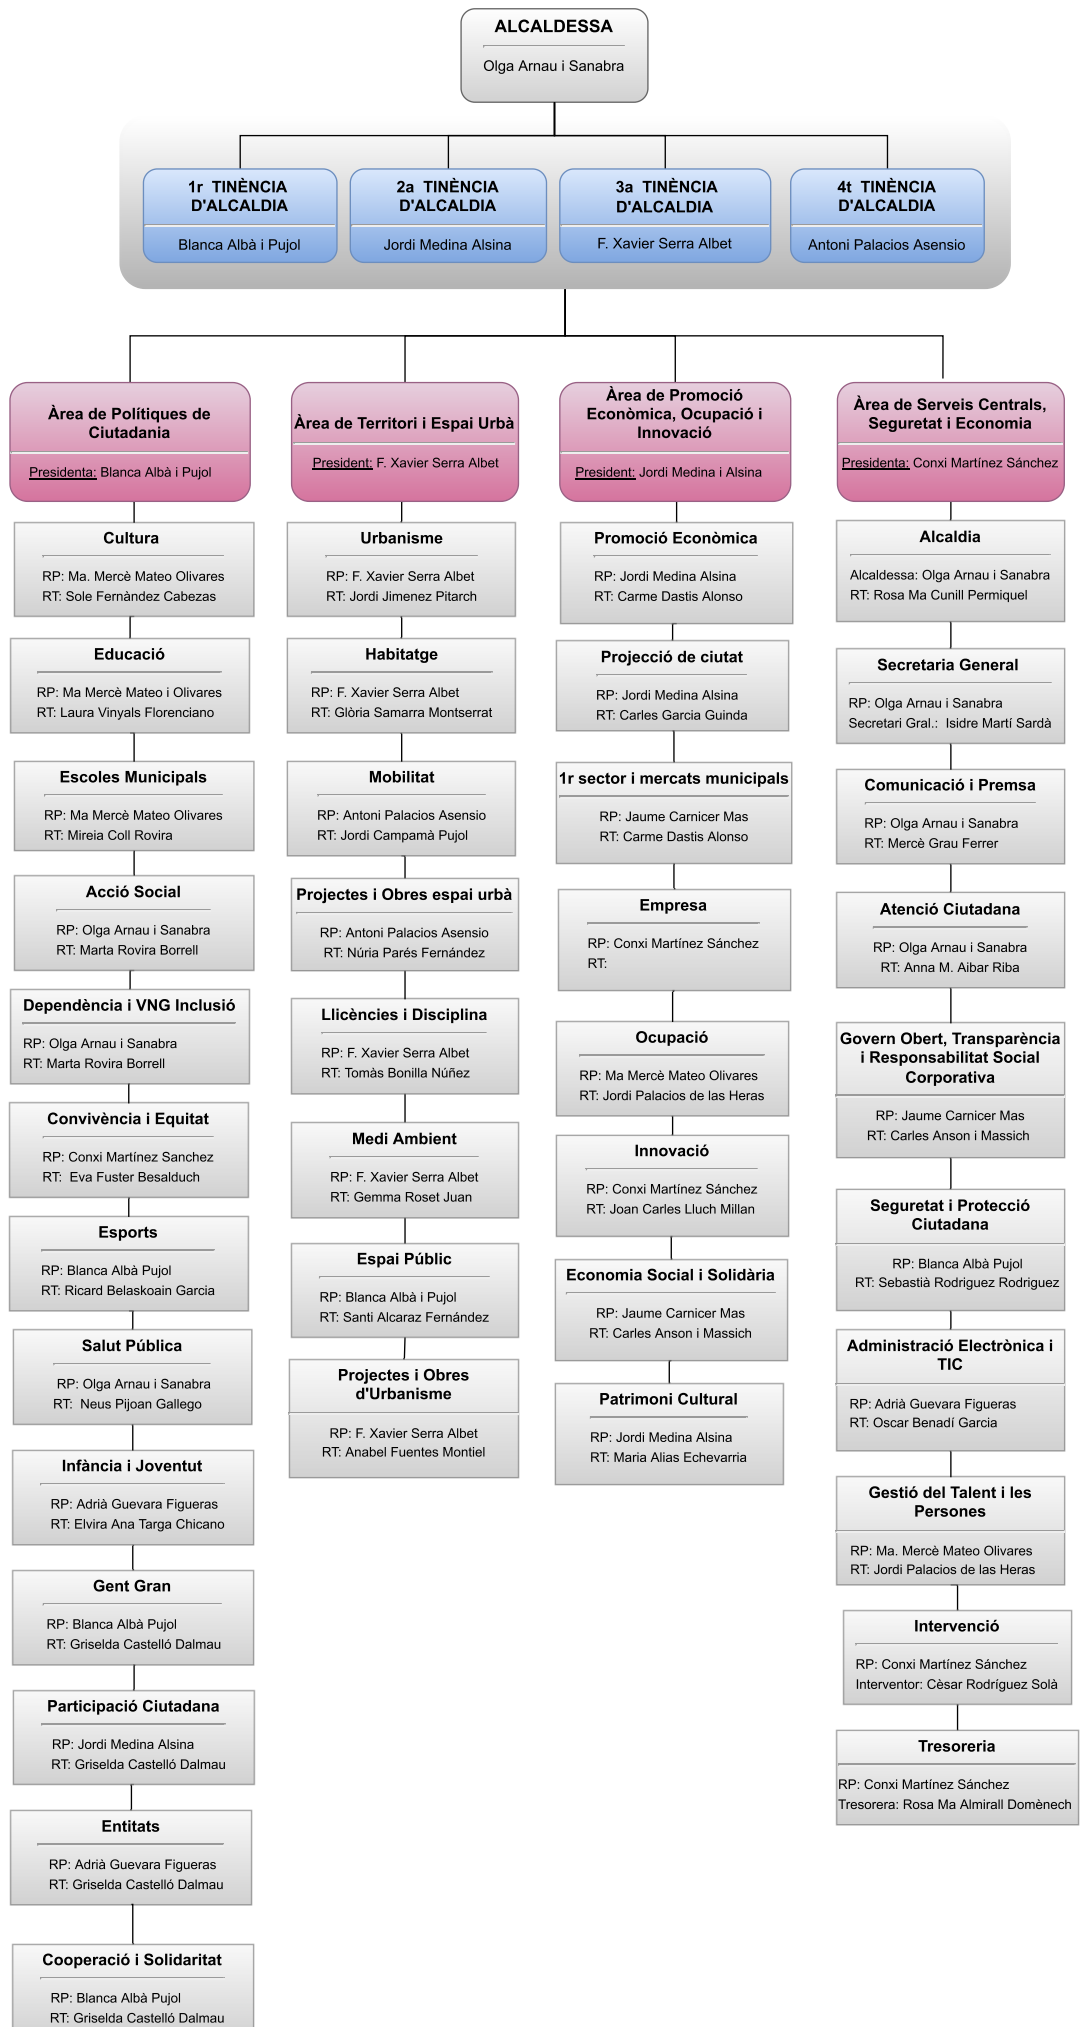 ALCALDESSA
Olga Arnau i Sanabra
1r TINÈNCIA
D'ALCALDIA
Blanca Albà i Pujol
2a TINÈNCIA
D'ALCALDIA
Jordi Medina Alsina
3a TINÈNCIA
D'ALCALDIA
F. Xavier Serra Albet
4t TINÈNCIA
D'ALCALDIA
Antoni Palacios Asensio
Àrea de Polítiques de
Ciutadania
Presidenta: Blanca Albà i Pujol
Cultura
RP: Ma. Mercè Mateo Olivares
RT: Sole Fernàndez Cabezas
Educació
RP: Ma Mercè Mateo i Olivares
RT: Laura Vinyals Florenciano
Escoles Municipals
RP: Ma Mercè Mateo Olivares
RT: Mireia Coll Rovira
Acció Social
RP: Olga Arnau i Sanabra
RT: Marta Rovira Borrell
Dependència i VNG Inclusió
RP: Olga Arnau i Sanabra
RT: Marta Rovira Borrell
Convivència i Equitat
RP: Conxi Martínez Sanchez
RT: Eva Fuster Besalduch
Esports
RP: Blanca Albà Pujol
RT: Ricard Belaskoain Garcia
Salut Pública
RP: Olga Arnau i Sanabra
RT: Neus Pijoan Gallego
Infància i Joventut
RP: Adrià Guevara Figueras
RT: Elvira Ana Targa Chicano
Gent Gran
RP: Blanca Albà Pujol
RT: Griselda Castelló Dalmau
Participació Ciutadana
RP: Jordi Medina Alsina
RT: Griselda Castelló Dalmau
Entitats
RP: Adrià Guevara Figueras
RT: Griselda Castelló Dalmau
Cooperació i Solidaritat
RP: Blanca Albà Pujol
RT: Griselda Castelló Dalmau
Àrea de Territori i Espai Urbà
President: F. Xavier Serra Albet
Urbanisme
RP: F. Xavier Serra Albet
RT: Jordi Jimenez Pitarch
Habitatge
RP: F. Xavier Serra Albet
RT: Glòria Samarra Montserrat
Mobilitat
RP: Antoni Palacios Asensio
RT: Jordi Campamà Pujol
Projectes i Obres espai urbà
RP: Antoni Palacios Asensio
RT: Núria Parés Fernández
Llicències i Disciplina
RP: F. Xavier Serra Albet
RT: Tomàs Bonilla Núñez
Medi Ambient
RP: F. Xavier Serra Albet
RT: Gemma Roset Juan
Espai Públic
RP: Blanca Albà i Pujol
RT: Santi Alcaraz Fernández
Projectes i Obres
d'Urbanisme
RP: F. Xavier Serra Albet
RT: Anabel Fuentes Montiel
Àrea de Promoció
Econòmica, Ocupació i
Innovació
President: Jordi Medina i Alsina
Promoció Econòmica
RP: Jordi Medina Alsina
RT: Carme Dastis Alonso
Projecció de ciutat
RP: Jordi Medina Alsina
RT: Carles Garcia Guinda
1r sector i mercats municipals
RP: Jaume Carnicer Mas
RT: Carme Dastis Alonso
Empresa
RP: Conxi Martínez Sánchez
RT:
Ocupació
RP: Ma Mercè Mateo Olivares
RT: Jordi Palacios de las Heras
Innovació
RP: Conxi Martínez Sánchez
RT: Joan Carles Lluch Millan
Economia Social i Solidària
RP: Jaume Carnicer Mas
RT: Carles Anson i Massich
Patrimoni Cultural
RP: Jordi Medina Alsina
RT: Maria Alias Echevarria
Àrea de Serveis Centrals,
Seguretat i Economia
Presidenta: Conxi Martínez Sánchez
Alcaldia
Alcaldessa: Olga Arnau i Sanabra
RT: Rosa Ma Cunill Permiquel
Secretaria General
RP: Olga Arnau i Sanabra
Secretari Gral.: Isidre Martí Sardà
Comunicació i Premsa
RP: Olga Arnau i Sanabra
RT: Mercè Grau Ferrer
Atenció Ciutadana
RP: Olga Arnau i Sanabra
RT: Anna M. Aibar Riba
Govern Obert, Transparència
i Responsabilitat Social
Corporativa
RP: Jaume Carnicer Mas
RT: Carles Anson i Massich
Seguretat i Protecció
Ciutadana
RP: Blanca Albà Pujol
RT: Sebastià Rodriguez Rodriguez
Administració Electrònica i
TIC
RP: Adrià Guevara Figueras
RT: Oscar Benadí Garcia
Gestió del Talent i les
Persones
RP: Ma. Mercè Mateo Olivares
RT: Jordi Palacios de las Heras
Intervenció
RP: Conxi Martínez Sánchez
Interventor: Cèsar Rodríguez Solà
Tresoreria
RP: Conxi Martínez Sánchez
Tresorera: Rosa Ma Almirall Domènech